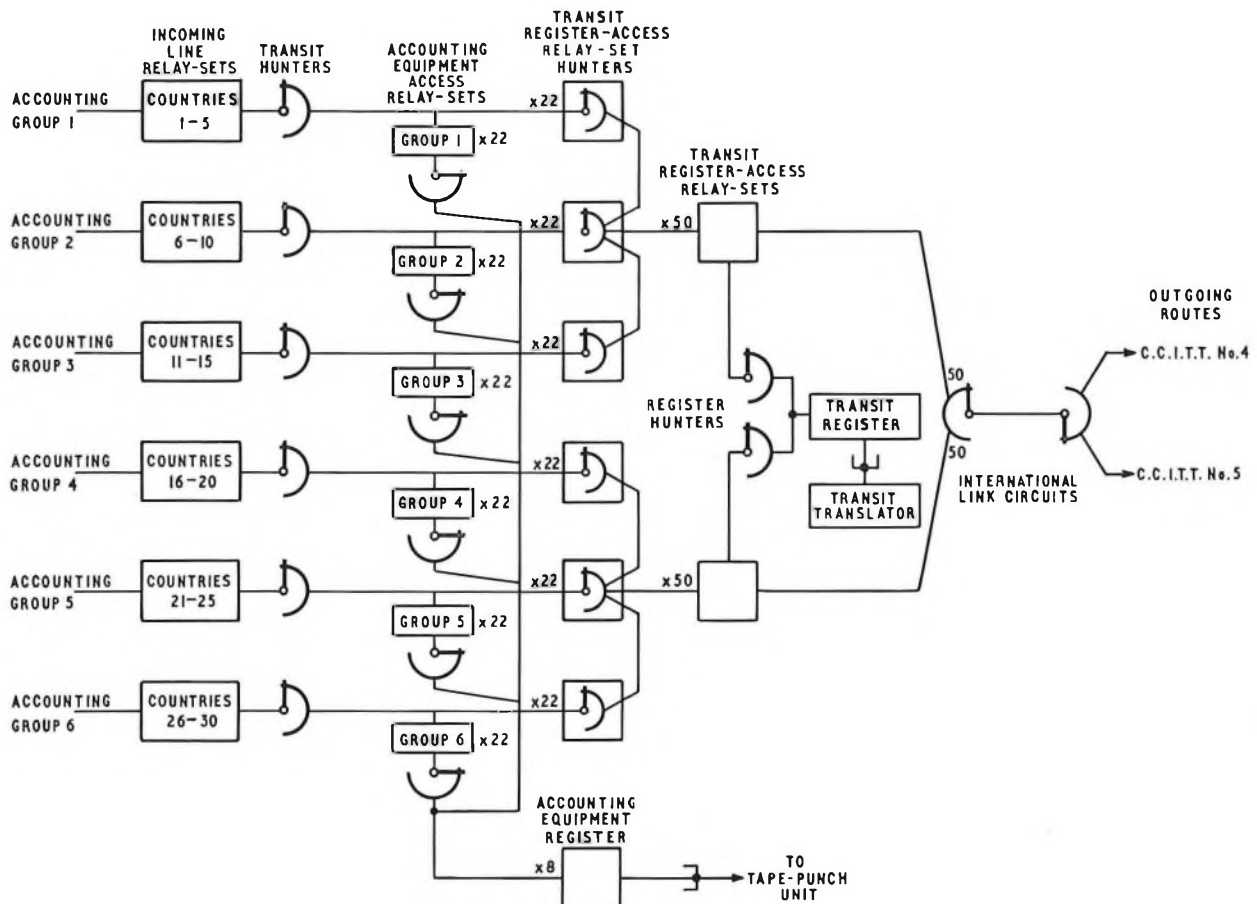 INCOMING
LINE
RELAY-SETS
TRANSIT
HUNTERS
ACCOUNTING
EQUIPMENT
ACCESS
RELAY-SETS
TRANSIT
REGISTER-ACCESS
RELAY-SET
HUNTERS
ACCOUNTING
GROUP 1
COUNTRIES
1-5
x22
GROUP 1
x22
ACCOUNTING
GROUP 2
COUNTRIES
6-10
x22
GROUP 2
x22
ACCOUNTING
GROUP 3
COUNTRIES
11-15
x22
GROUP 3
x22
ACCOUNTING
GROUP 4
COUNTRIES
16-20
x22
GROUP 4
x22
ACCOUNTING
GROUP 5
COUNTRIES
21-25
x22
GROUP 5
x22
ACCOUNTING
GROUP 6
COUNTRIES
26-30
x22
GROUP 6
x22
TRANSIT
REGISTER-ACCESS
RELAY-SETS
x50
x50
REGISTER
HUNTERS
TRANSIT
REGISTER
TRANSIT
TRANSLATOR
50
50
INTERNATIONAL
LINK CIRCUITS
OUTGOING
ROUTES
C.C.I.T.T. No.4
C.C.I.T.T. No.5
ACCOUNTING
EQUIPMENT
REGISTER
x8
TO
TAPE-PUNCH
UNIT